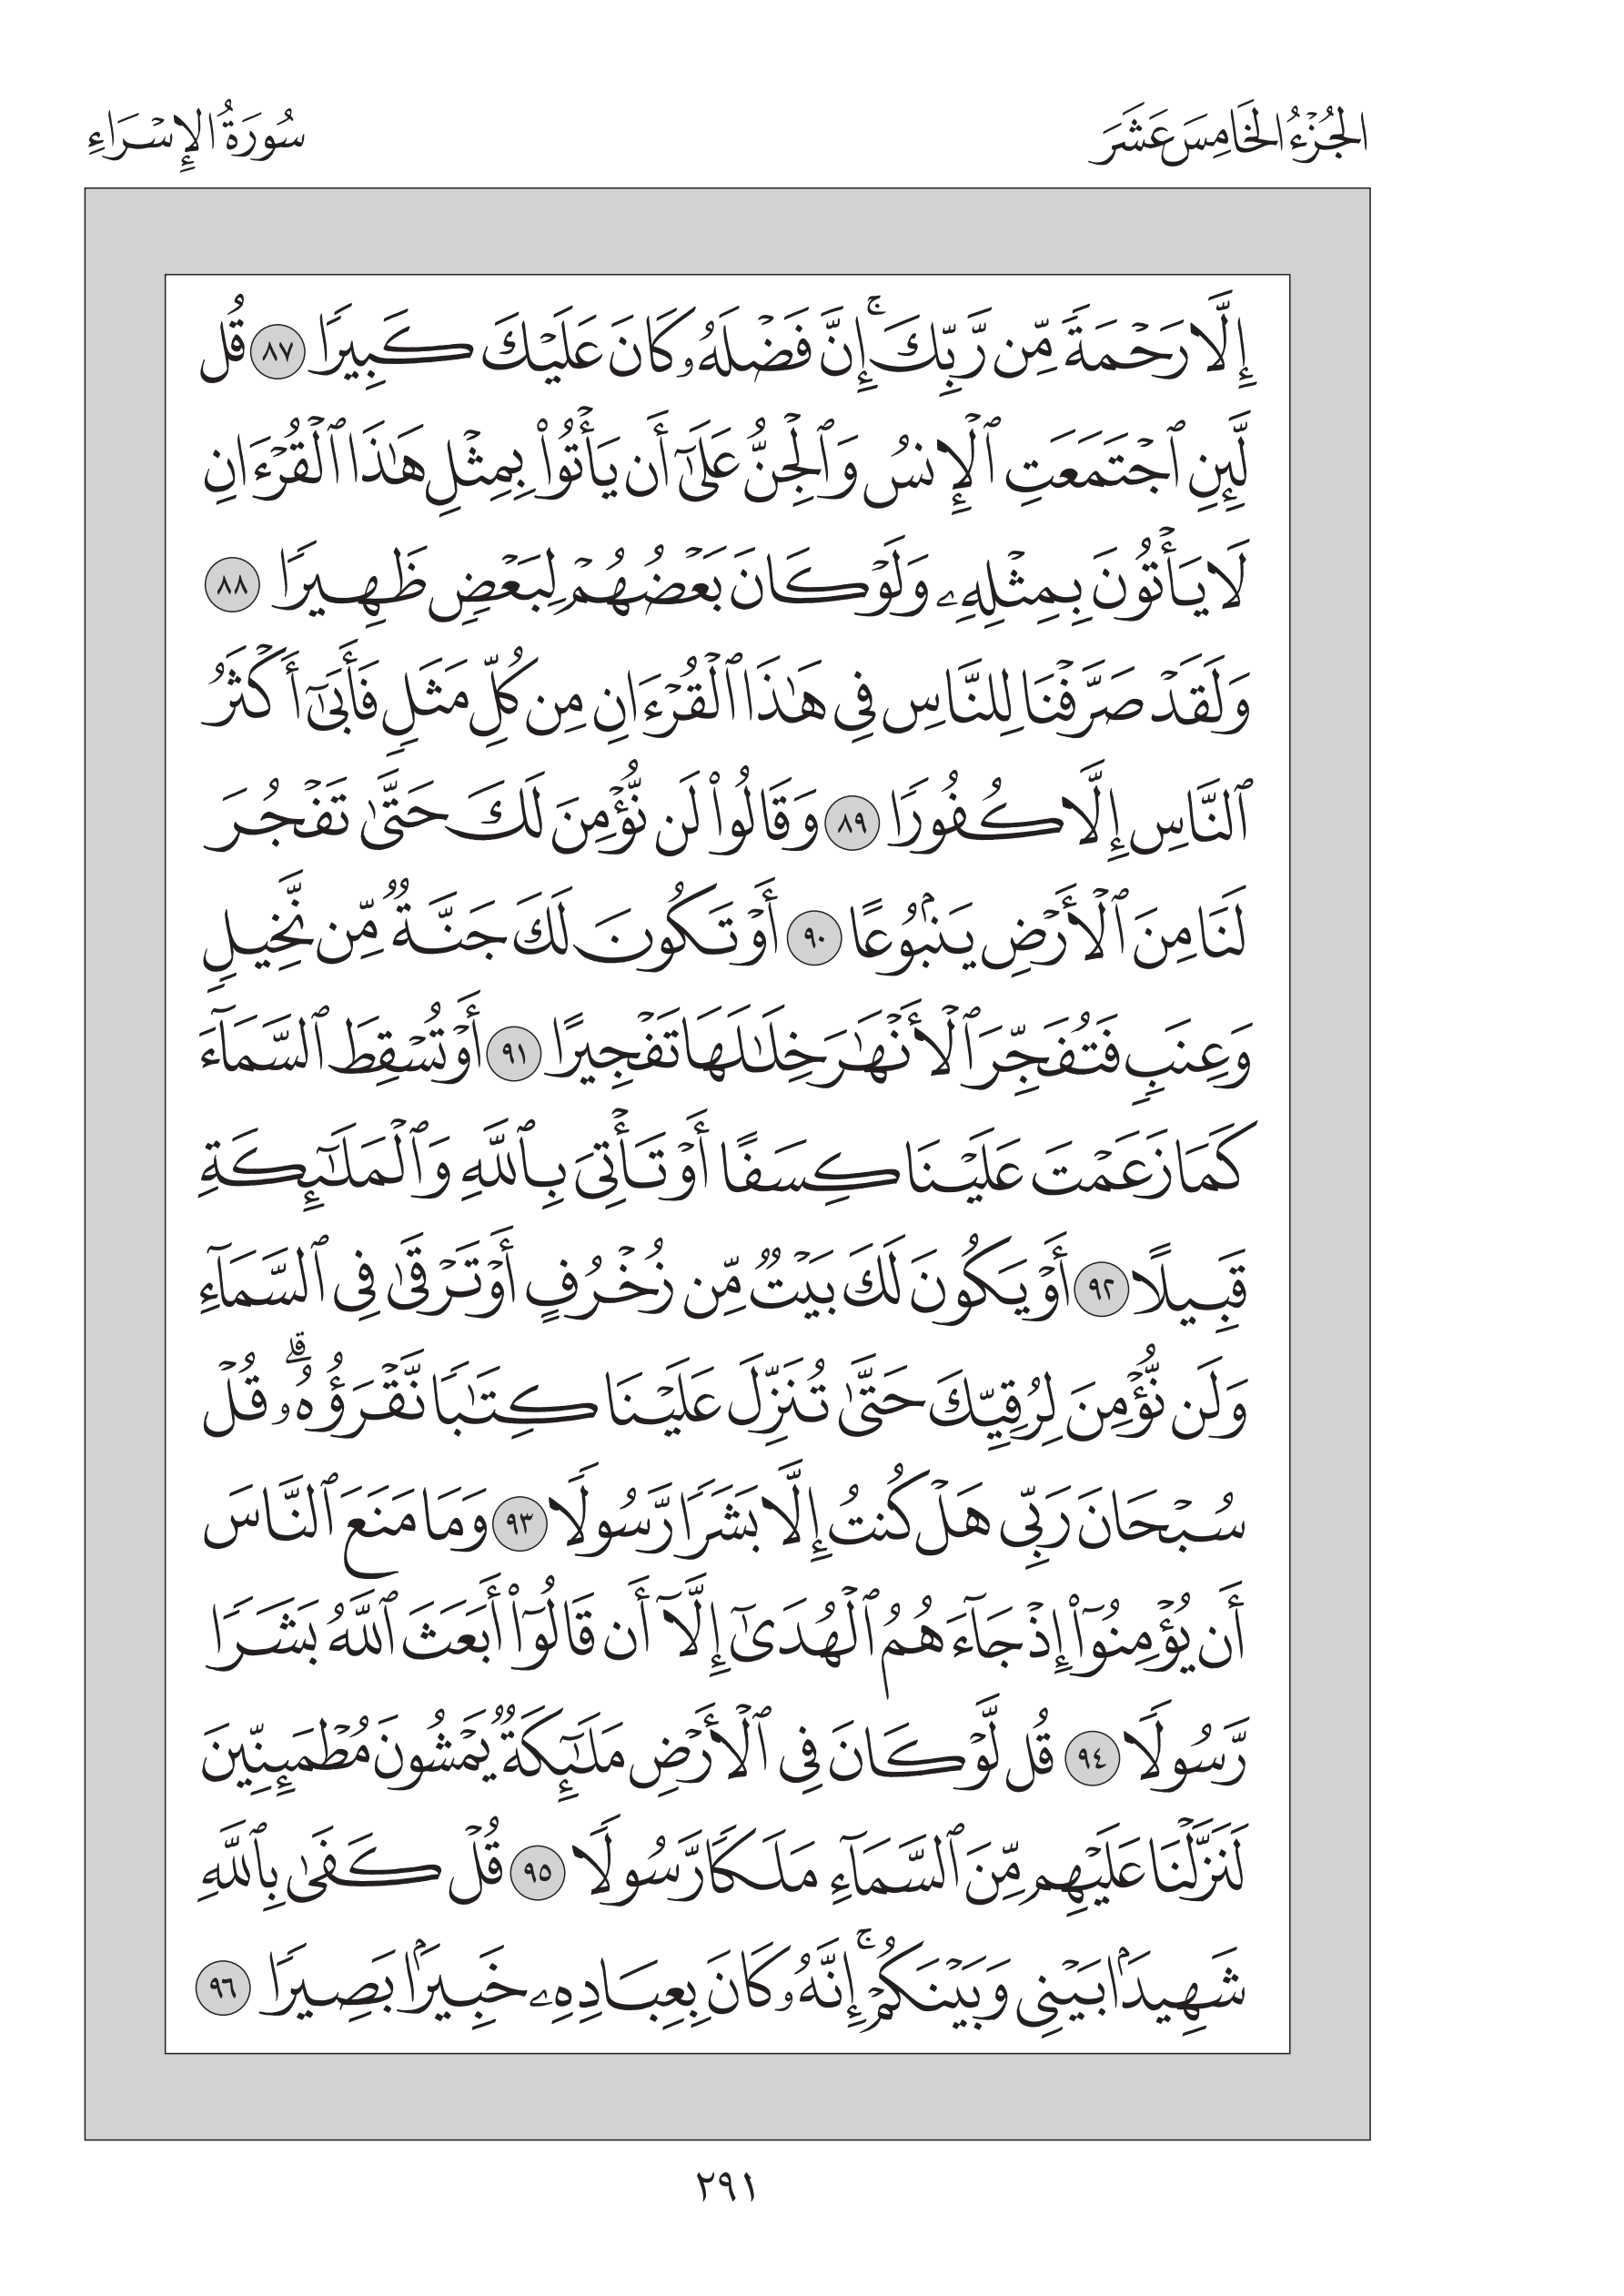 الجُزْءُ الخَامِسَ عَشَرَ
سُورَةُ الإِسْرَاءِ
إِلَّا رَحۡمَةٗ مِّن رَّبِّكَۚ إِنَّ فَضۡلَهُۥ كَانَ عَلَيۡكَ كَبِيرٗا ٨٧ قُل
لَّئِنِ ٱجۡتَمَعَتِ ٱلۡإِنسُ وَٱلۡجِنُّ عَلَىٰٓ أَن يَأۡتُواْ بِمِثۡلِ هَٰذَا ٱلۡقُرۡءَانِ
لَا يَأۡتُونَ بِمِثۡلِهِۦ وَلَوۡ كَانَ بَعۡضُهُمۡ لِبَعۡضٖ ظَهِيرٗا ٨٨
وَلَقَدۡ صَرَّفۡنَا لِلنَّاسِ فِي هَٰذَا ٱلۡقُرۡءَانِ مِن كُلِّ مَثَلٖ فَأَبَىٰٓ أَكۡثَرُ
ٱلنَّاسِ إِلَّا كُفُورٗا ٨٩ وَقَالُواْ لَن نُّؤۡمِنَ لَكَ حَتَّىٰ تَفۡجُرَ
لَنَا مِنَ ٱلۡأَرۡضِ يَنۢبُوعًا ٩٠ أَوۡ تَكُونَ لَكَ جَنَّةٞ مِّن نَّخِيلٖ
وَعِنَبٖ فَتُفَجِّرَ ٱلۡأَنۡهَٰرَ خِلَٰلَهَا تَفۡجِيرًا ٩١ أَوۡ تُسۡقِطَ ٱلسَّمَآءَ
كَمَا زَعَمۡتَ عَلَيۡنَا كِسَفًا أَوۡ تَأۡتِيَ بِٱللَّهِ وَٱلۡمَلَٰٓئِكَةِ
قَبِيلًا ٩٢ أَوۡ يَكُونَ لَكَ بَيۡتٞ مِّن زُخۡرُفٍ أَوۡ تَرۡقَىٰ فِي ٱلسَّمَآءِ
وَلَن نُّؤۡمِنَ لِرُقِيِّكَ حَتَّىٰ تُنَزِّلَ عَلَيۡنَا كِتَٰبٗا نَّقۡرَؤُهُۥۗ قُلۡ
سُبۡحَانَ رَبِّي هَلۡ كُنتُ إِلَّا بَشَرٗا رَّسُولٗا ٩٣ وَمَا مَنَعَ ٱلنَّاسَ
أَن يُؤۡمِنُوٓاْ إِذۡ جَآءَهُمُ ٱلۡهُدَىٰٓ إِلَّآ أَن قَالُوٓاْ أَبَعَثَ ٱللَّهُ بَشَرٗا
رَّسُولٗا ٩٤ قُل لَّوۡ كَانَ فِي ٱلۡأَرۡضِ مَلَٰٓئِكَةٞ يَمۡشُونَ مُطۡمَئِنِّينَ
لَنَزَّلۡنَا عَلَيۡهِم مِّنَ ٱلسَّمَآءِ مَلَكٗا رَّسُولٗا ٩٥ قُلۡ كَفَىٰ بِٱللَّهِ
شَهِيدَۢا بَيۡنِي وَبَيۡنَكُمۡۚ إِنَّهُۥ كَانَ بِعِبَادِهِۦ خَبِيرَۢا بَصِيرٗا ٩٦
٢٩١